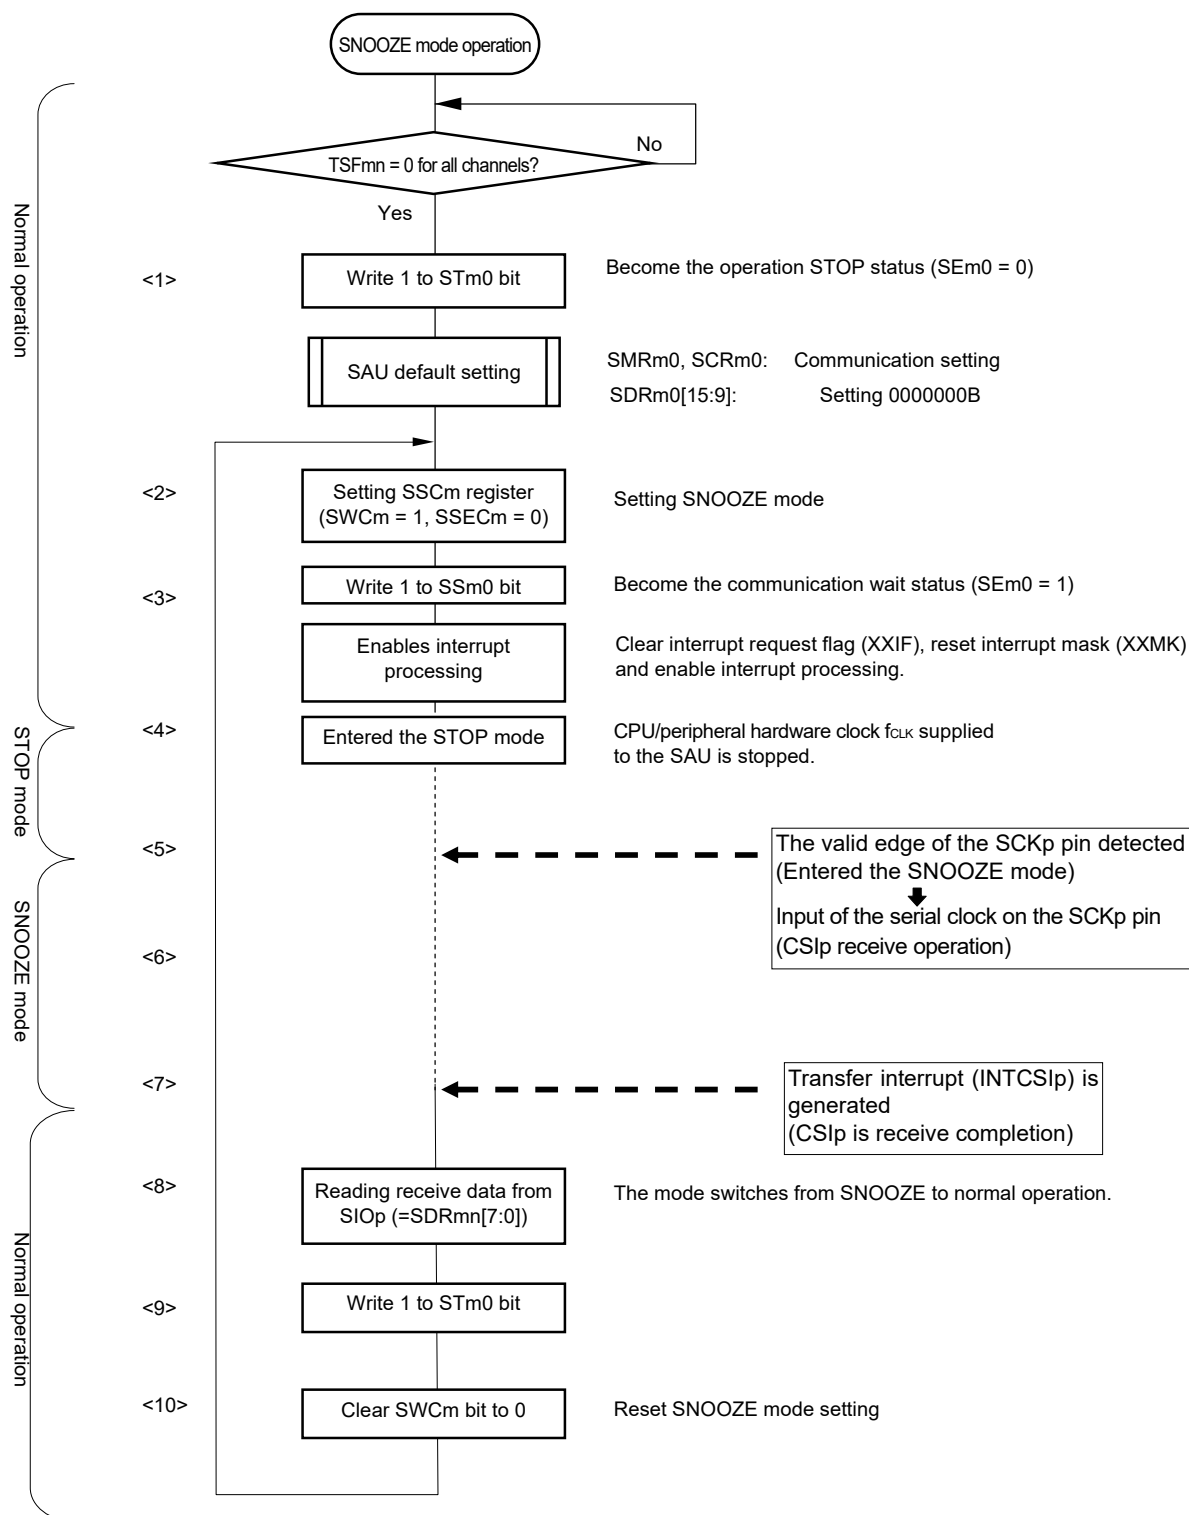 SNOOZE mode operation
No
TSFmn = 0 for all channels?
Yes
Normal operation
<1>
Write 1 to STm0 bit
Become the operation STOP status (SEm0 = 0)
SAU default setting
SMRm0, SCRm0: Communication setting
SDRm0[15:9]: Setting 0000000B
<2>
Setting SSCm register
(SWCm = 1, SSECm = 0)
Setting SNOOZE mode
<3>
Write 1 to SSm0 bit
Become the communication wait status (SEm0 = 1)
Enables interrupt
processing
Clear interrupt request flag (XXIF), reset interrupt mask (XXMK)
and enable interrupt processing.
STOP mode
<4>
Entered the STOP mode
CPU/peripheral hardware clock fCLK supplied
to the SAU is stopped.
<5>
The valid edge of the SCKp pin detected
(Entered the SNOOZE mode)
Input of the serial clock on the SCKp pin
(CSIp receive operation)
SNOOZE mode
<6>
<7>
Transfer interrupt (INTCSIp) is
generated
(CSIp is receive completion)
Normal operation
<8>
Reading receive data from
SIOp (=SDRmn[7:0])
The mode switches from SNOOZE to normal operation.
<9>
Write 1 to STm0 bit
<10>
Clear SWCm bit to 0
Reset SNOOZE mode setting